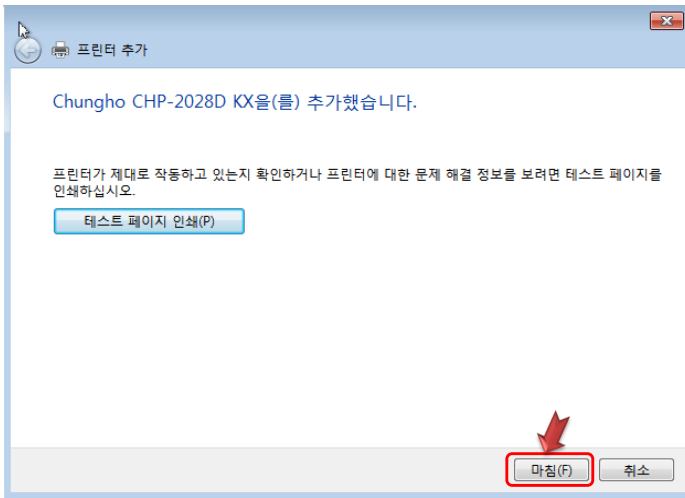 프린터 추가
Chungho CHP-2028D KX을(를) 추가했습니다.
프린터가 제대로 작동하고 있는지 확인하거나 프린터에 대한 문제 해결 정보를 보려면 테스트 페이지를
인쇄하십시오.
테스트 페이지 인쇄(P)
마침(F) 취소